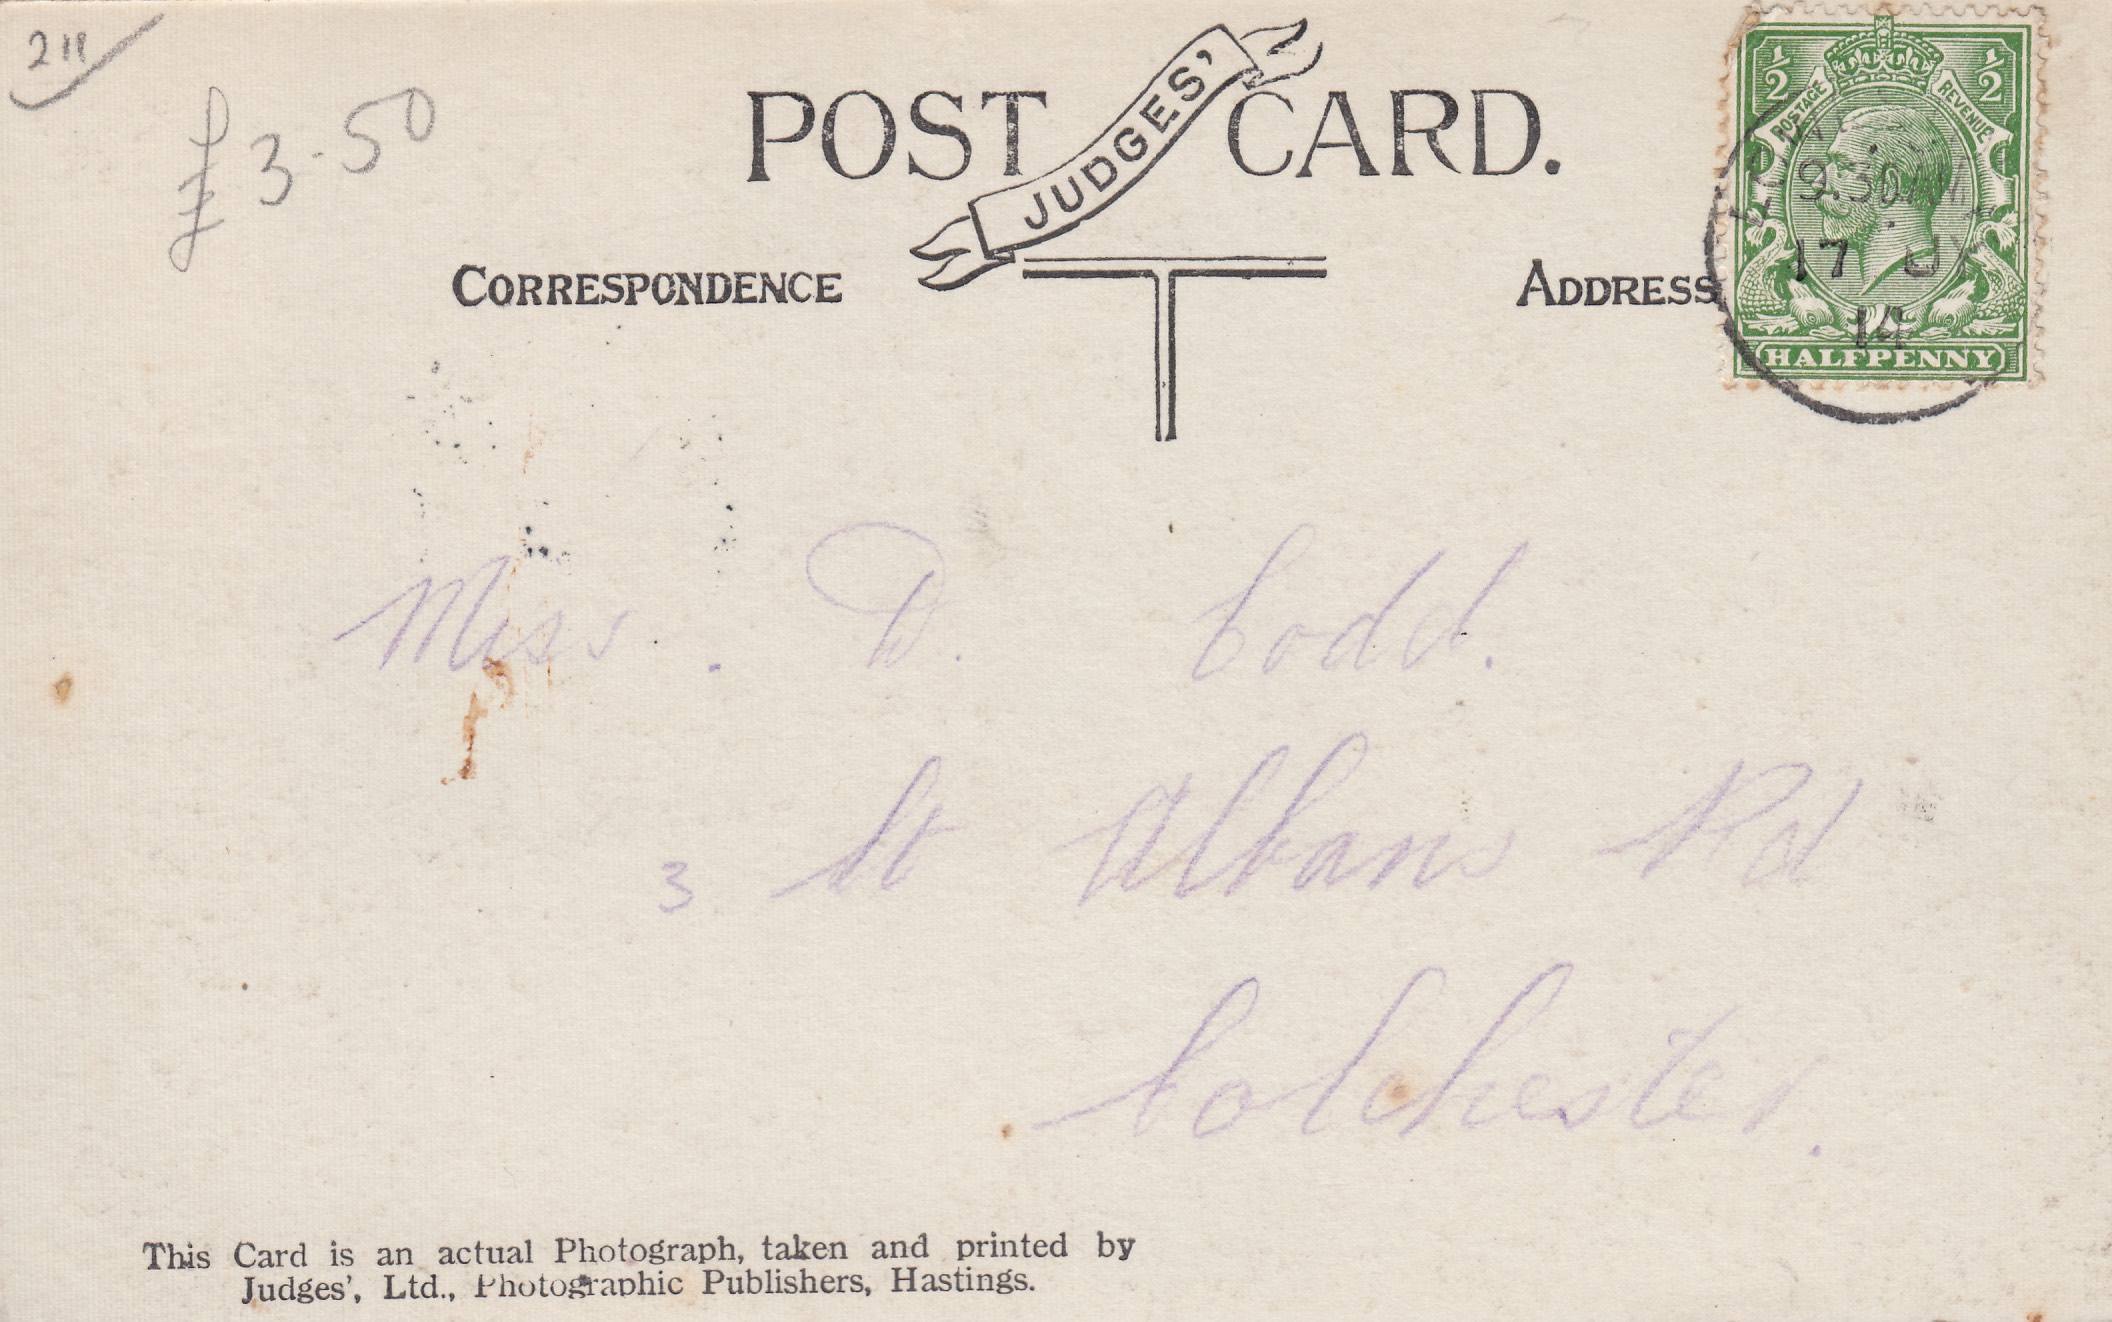 211
£3.50
POST CARD.
JUDGES'
CORRESPONDENCE
ADDRESS
1/2 1/2
POSTAGE REVENUE
9.30 AM
17 JY
14
HALFPENNY
Miss. D. Codd.
3 St Albans Rd
Colchester.
This Card is an actual Photograph, taken and printed by
Judges', Ltd., Photographic Publishers, Hastings.